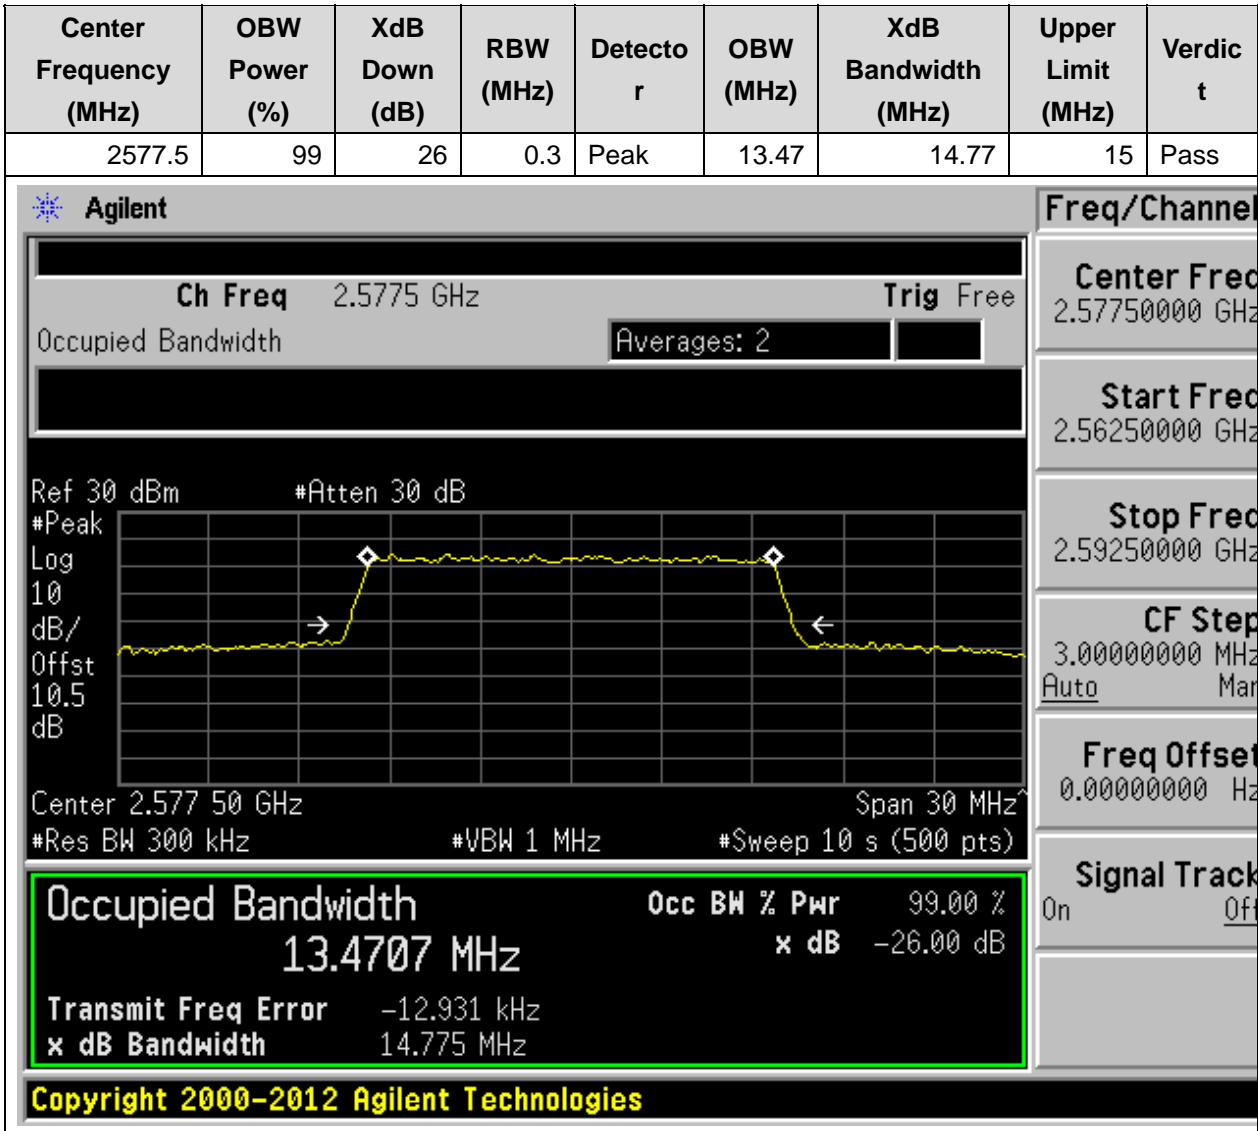 Center Frequency (MHz) OBW Power (%) XdB Down (dB) RBW (MHz) Detecto r OBW (MHz) XdB Bandwidth (MHz) Upper Limit (MHz) Verdic t
2577.5 99 26 0.3 Peak 13.47 14.77 15 Pass
Agilent
Freq/Channel
Ch Freq 2.5775 GHz Trig Free
Occupied Bandwidth Averages: 2
Center Freq
2.57750000 GHz
Start Freq
2.56250000 GHz
Stop Freq
2.59250000 GHz
CF Step
3.00000000 MHz
Auto Man
Freq Offset
0.00000000 Hz
Signal Track
On Off
Ref 30 dBm #Atten 30 dB
#Peak
Log
10
dB/
Offst
10.5
dB
Center 2.577 50 GHz Span 30 MHz^
#Res BW 300 kHz #VBW 1 MHz #Sweep 10 s (500 pts)
Occupied Bandwidth Occ BW % Pwr 99.00 %
13.4707 MHz x dB -26.00 dB
Transmit Freq Error -12.931 kHz
x dB Bandwidth 14.775 MHz
Copyright 2000-2012 Agilent Technologies